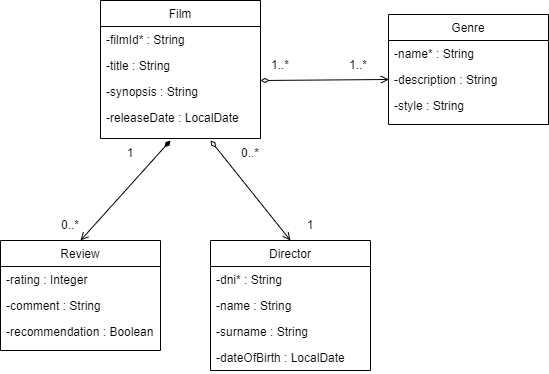 Film
-filmId* : String
-title : String
-synopsis : String
-releaseDate : LocalDate
Genre
-name* : String
-description : String
-style : String
1..*
1..*
1
0..*
0..*
1
Review
-rating : Integer
-comment : String
-recommendation : Boolean
Director
-dni* : String
-name : String
-surname : String
-dateOfBirth : LocalDate